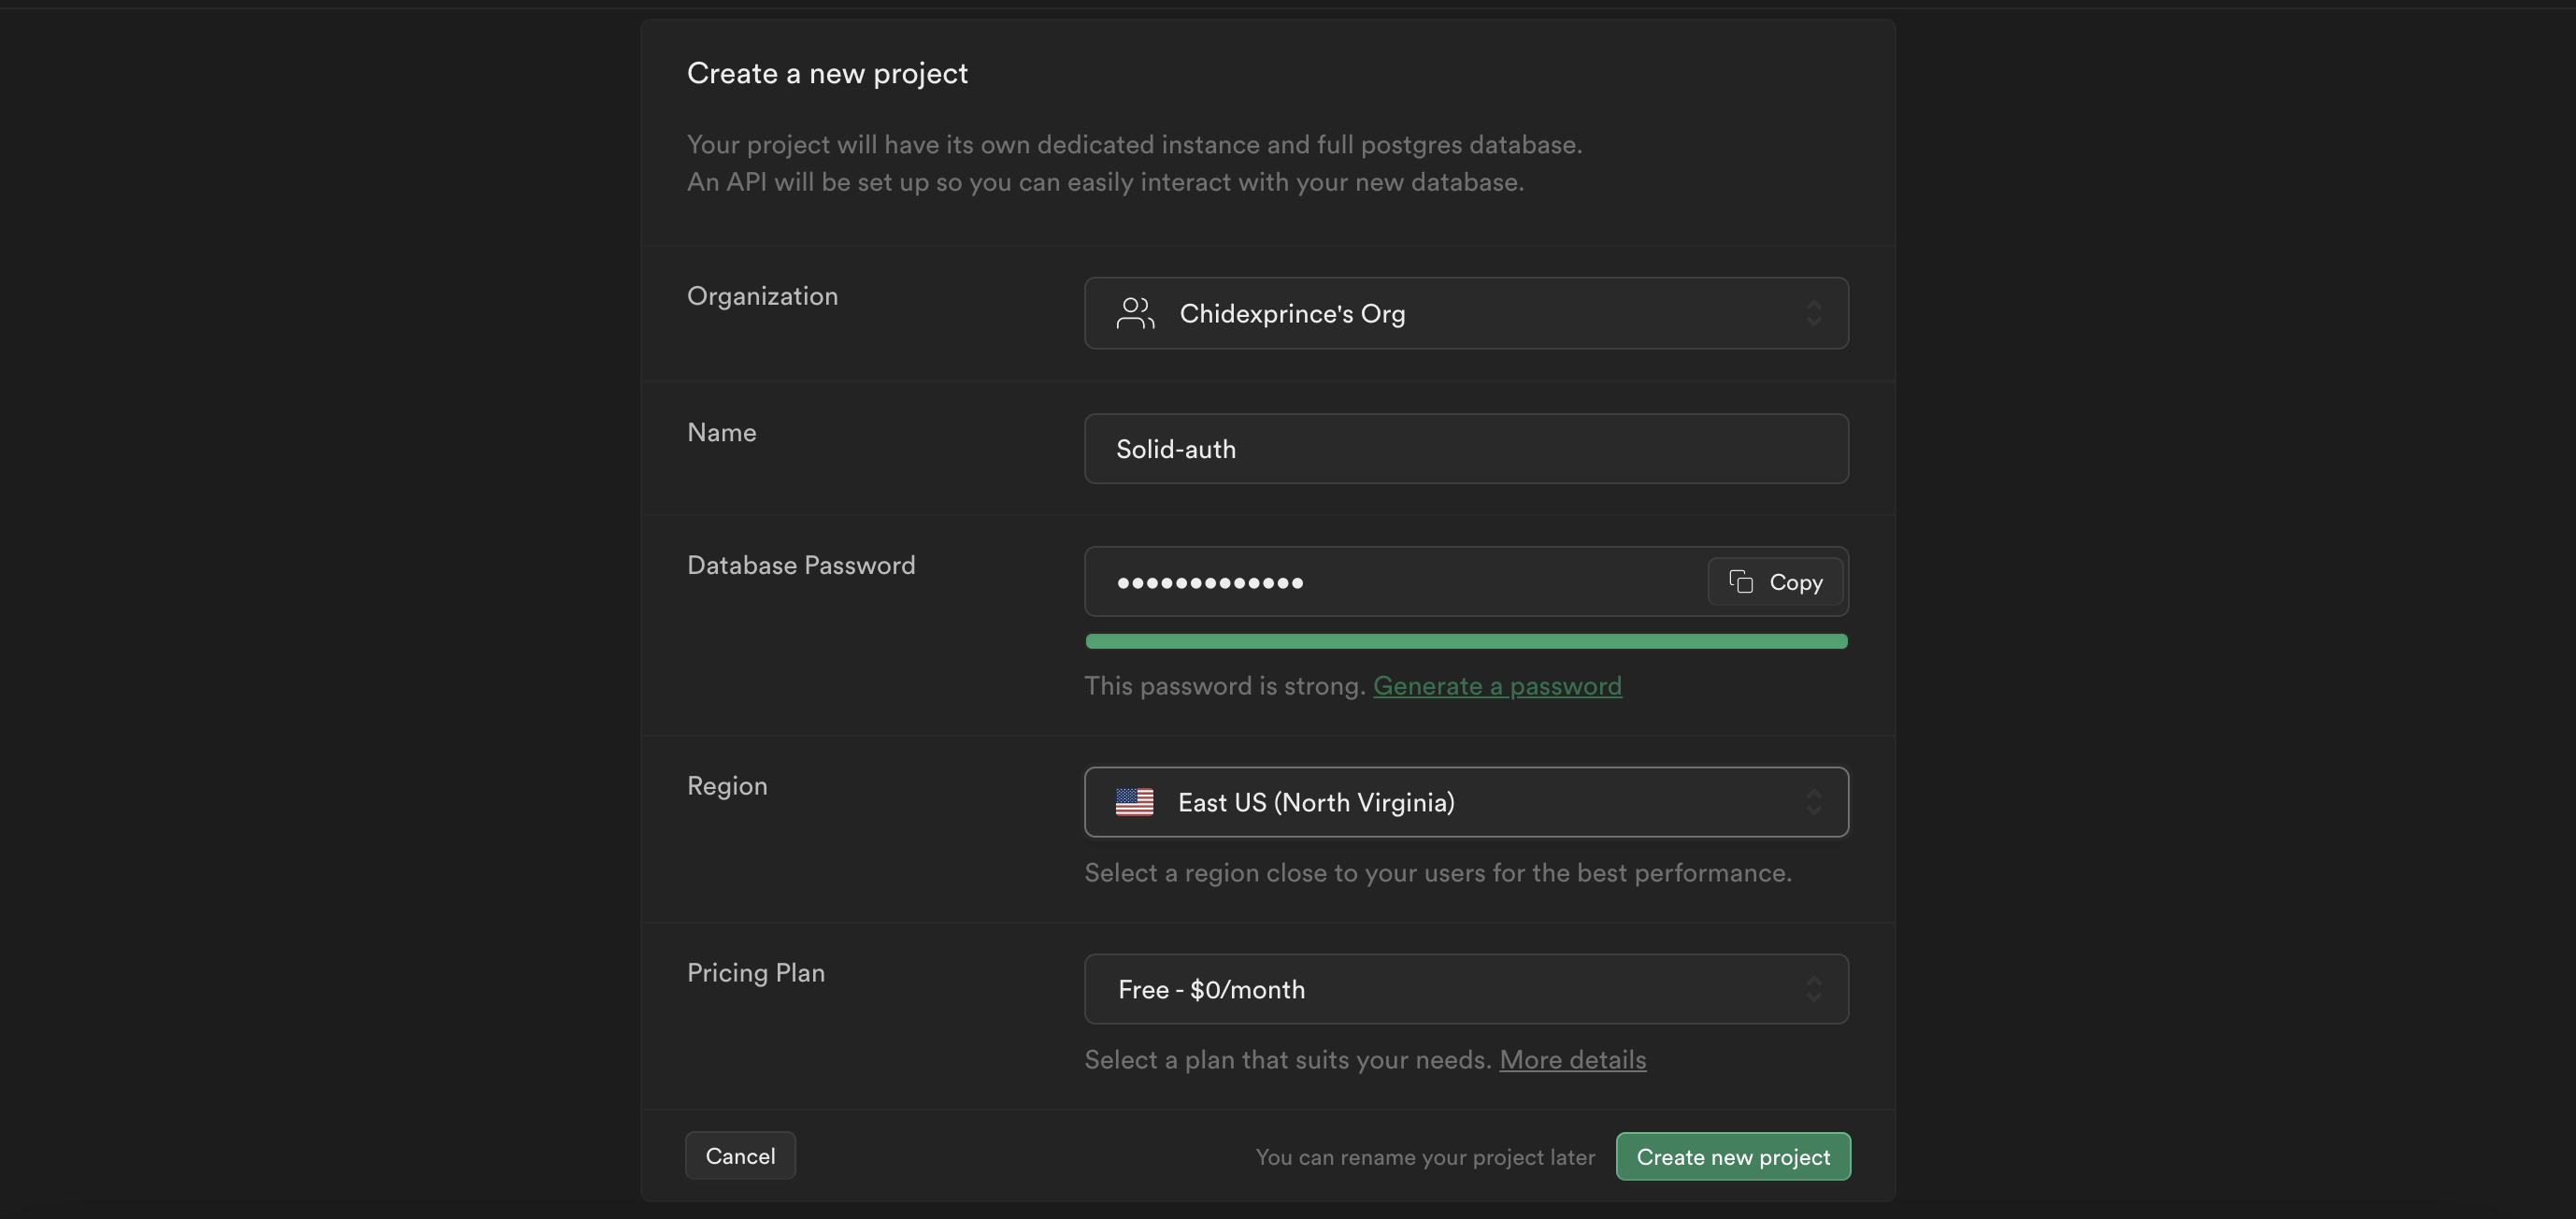 Create a new project
Your project will have its own dedicated instance and full postgres database.
An API will be set up so you can easily interact with your new database.
Organization
Chidexprince's Org
Name
Solid-auth
Database Password
•••••••••••••
Copy
This password is strong. Generate a password
Region
East US (North Virginia)
Select a region close to your users for the best performance.
Pricing Plan
Free - $0/month
Select a plan that suits your needs. More details
Cancel
You can rename your project later
Create new project